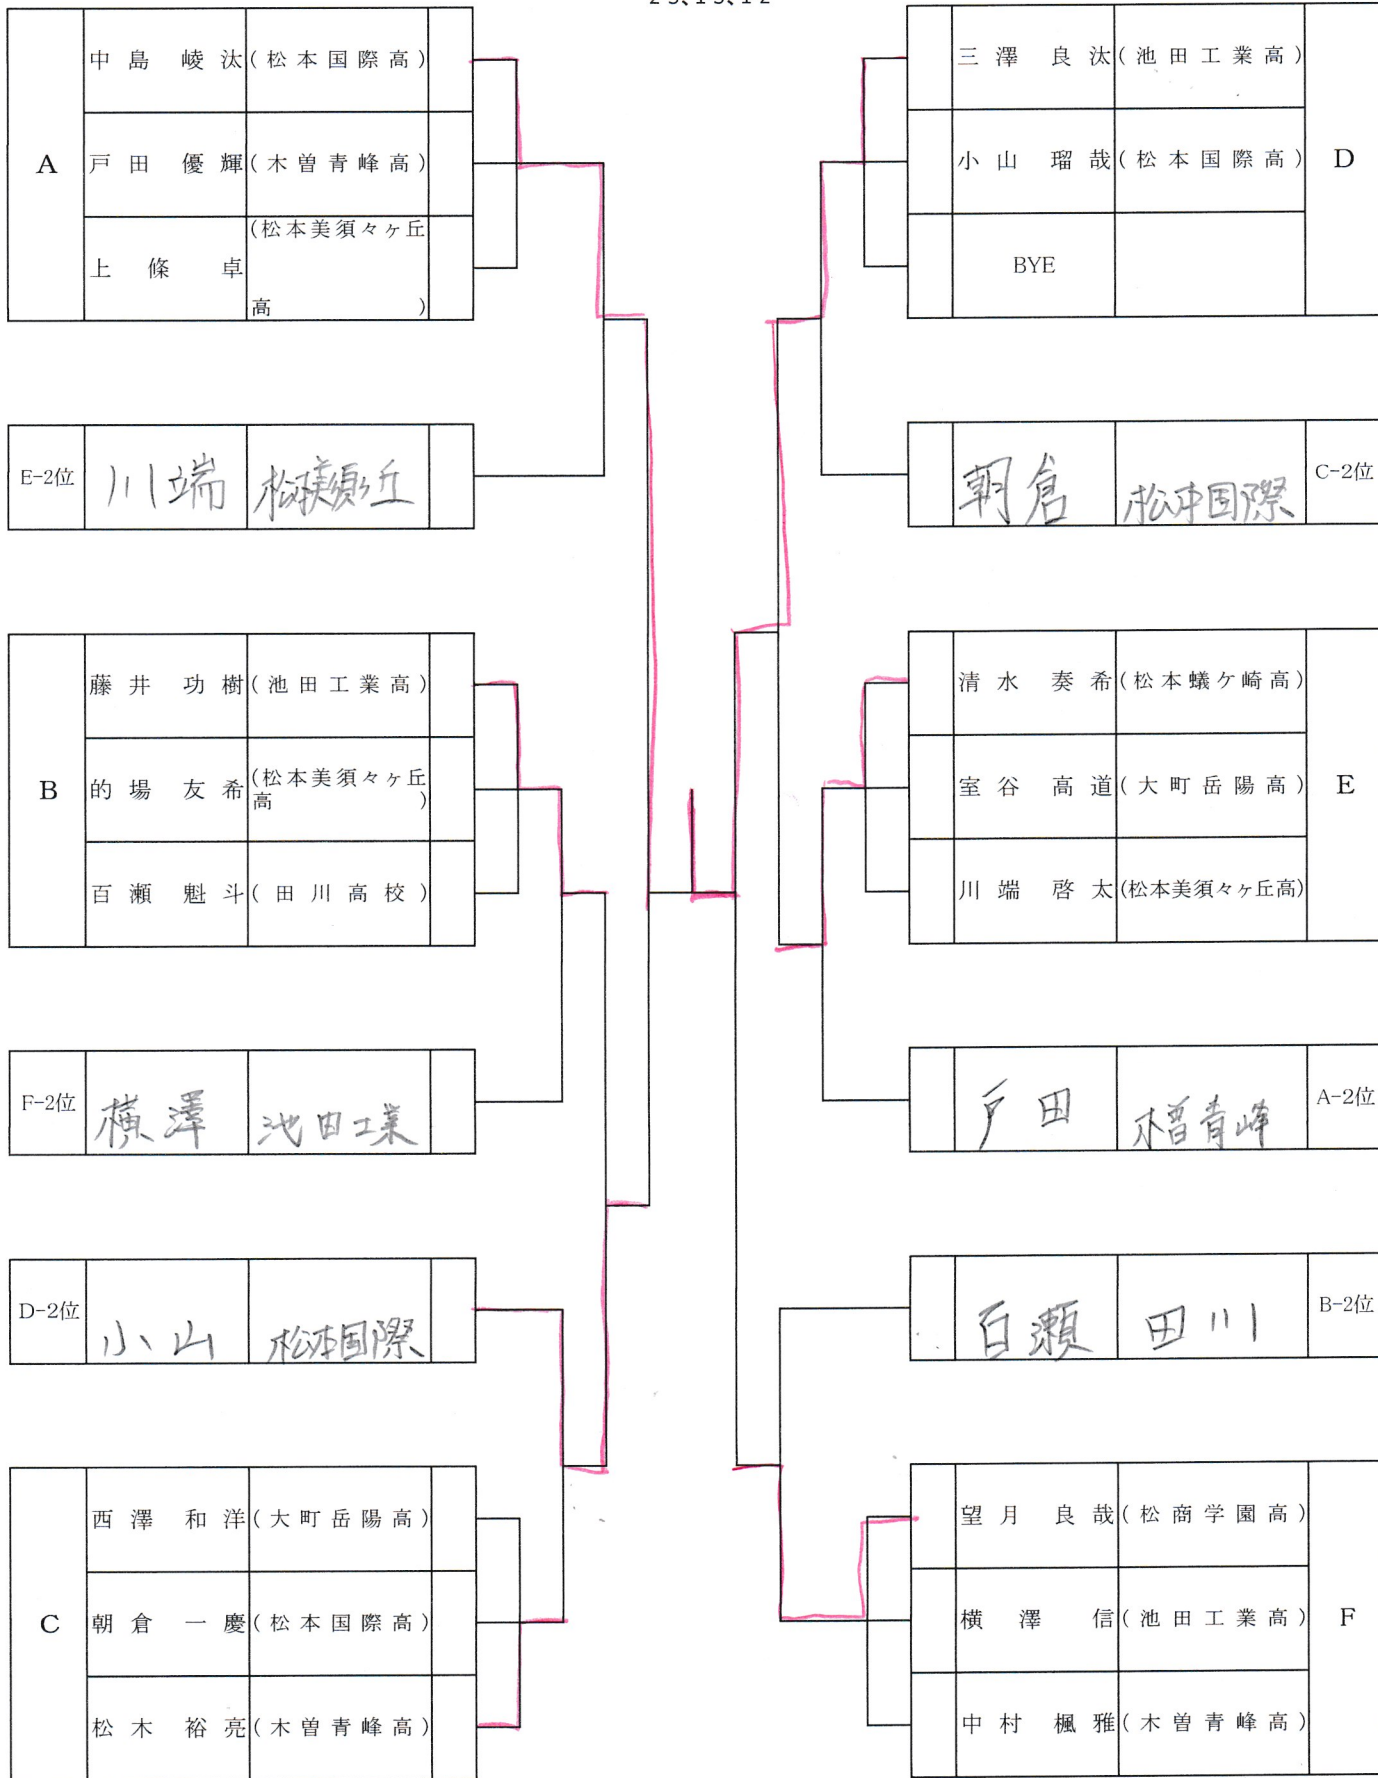 A
中島 崚汰 (松本国際高)
戸田 優輝 (木曽青峰高)
上條 卓 (松本美須々ヶ丘高)
E-2位 川端
B
藤井 功樹 (池田工業高)
的場 友希 (松本美須々ヶ丘高)
百瀬 魁斗 (田川高校)
F-2位 横澤 池田工業
D-2位 小山 松本国際
C
西澤 和洋 (大町岳陽高)
朝倉 一慶 (松本国際高)
松木 裕亮 (木曽青峰高)
三澤 良汰 (池田工業高)
小山 瑠哉 (松本国際高)
BYE
D
朝倉 松本国際 C-2位
清水 奏希 (松本蟻ケ崎高)
室谷 高道 (大町岳陽高)
川端 啓太 (松本美須々ヶ丘高)
E
戸田 木曽青峰 A-2位
百瀬 田川 B-2位
望月 良哉 (松商学園高)
横澤 信 (池田工業高)
中村 楓雅 (木曽青峰高)
F